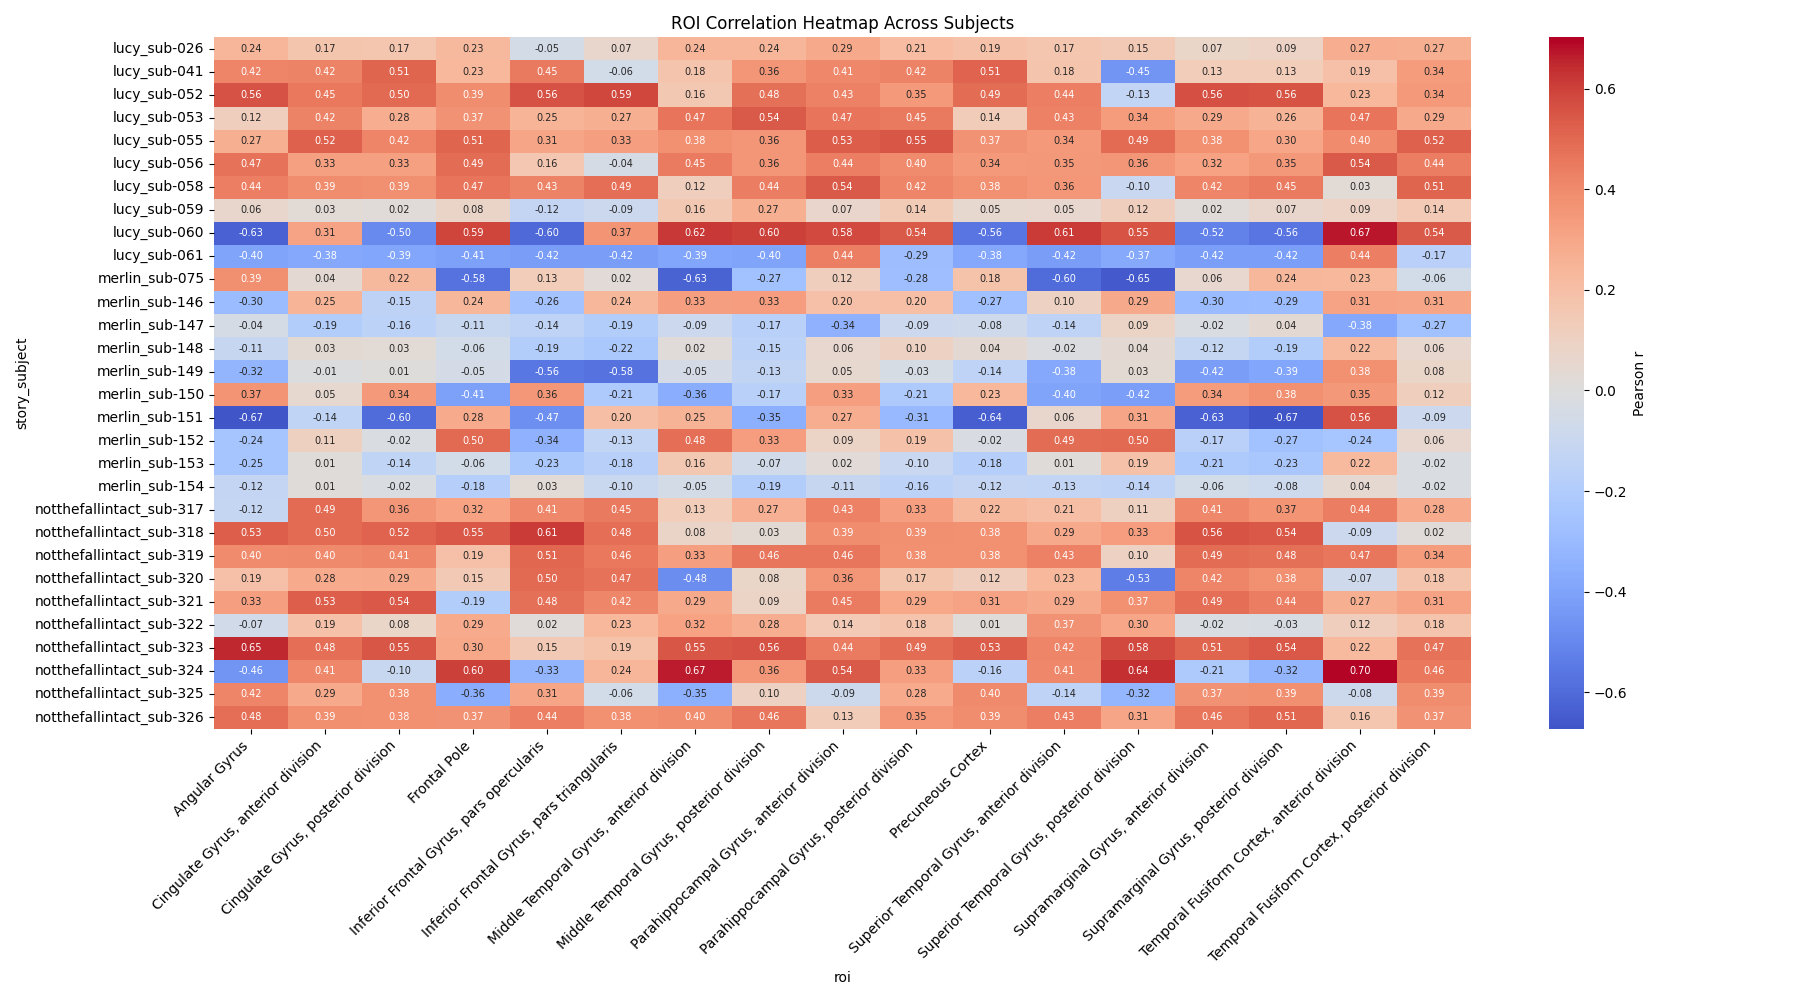 ROI Correlation Heatmap Across Subjects
lucy_sub-026 0.24 0.17 0.17 0.23 -0.05 0.07 0.24 0.24 0.29 0.21 0.19 0.17 0.15 0.07 0.09 0.27 0.27
lucy_sub-041 0.42 0.42 0.51 0.23 0.45 -0.06 0.18 0.36 0.41 0.42 0.51 0.18 -0.45 0.13 0.13 0.19 0.34
lucy_sub-052 0.56 0.45 0.50 0.39 0.56 0.59 0.16 0.48 0.43 0.35 0.49 0.44 -0.13 0.56 0.56 0.23 0.34
lucy_sub-053 0.12 0.42 0.28 0.37 0.25 0.27 0.47 0.54 0.47 0.45 0.14 0.43 0.34 0.29 0.26 0.47 0.29
lucy_sub-055 0.27 0.52 0.42 0.51 0.31 0.33 0.38 0.36 0.53 0.55 0.37 0.34 0.49 0.38 0.30 0.40 0.52
lucy_sub-056 0.47 0.33 0.33 0.49 0.16 -0.04 0.45 0.36 0.44 0.40 0.34 0.35 0.36 0.32 0.35 0.54 0.44
lucy_sub-058 0.44 0.39 0.39 0.47 0.43 0.49 0.12 0.44 0.54 0.42 0.38 0.36 -0.10 0.42 0.45 0.03 0.51
lucy_sub-059 0.06 0.03 0.02 0.08 -0.12 -0.09 0.16 0.27 0.07 0.14 0.05 0.05 0.12 0.02 0.07 0.09 0.14
lucy_sub-060 -0.63 0.31 -0.50 0.59 -0.60 0.37 0.62 0.60 0.58 0.54 -0.56 0.61 0.55 -0.52 -0.56 0.67 0.54
lucy_sub-061 -0.40 -0.38 -0.39 -0.41 -0.42 -0.42 -0.39 -0.40 0.44 -0.29 -0.38 -0.42 -0.37 -0.42 -0.42 0.44 -0.17
merlin_sub-075 0.39 0.04 0.22 -0.58 0.13 0.02 -0.63 -0.27 0.12 -0.28 0.18 -0.60 -0.65 0.06 0.24 0.23 -0.06
merlin_sub-146 -0.30 0.25 -0.15 0.24 -0.26 0.24 0.33 0.33 0.20 0.20 -0.27 0.10 0.29 -0.30 -0.29 0.31 0.31
merlin_sub-147 -0.04 -0.19 -0.16 -0.11 -0.14 -0.19 -0.09 -0.17 -0.34 -0.09 -0.08 -0.14 0.09 -0.02 0.04 -0.38 -0.27
merlin_sub-148 -0.11 0.03 0.03 -0.06 -0.19 -0.22 0.02 -0.15 0.06 0.10 0.04 -0.02 0.04 -0.12 -0.19 0.22 0.06
merlin_sub-149 -0.32 -0.01 0.01 -0.05 -0.56 -0.58 -0.05 -0.13 0.05 -0.03 -0.14 -0.38 0.03 -0.42 -0.39 0.38 0.08
merlin_sub-150 0.37 0.05 0.34 -0.41 0.36 -0.21 -0.36 -0.17 0.33 -0.21 0.23 -0.40 -0.42 0.34 0.38 0.35 0.12
merlin_sub-151 -0.67 -0.14 -0.60 0.28 -0.47 0.20 0.25 -0.35 0.27 -0.31 -0.64 0.06 0.31 -0.63 -0.67 0.56 -0.09
merlin_sub-152 -0.24 0.11 -0.02 0.50 -0.34 -0.13 0.48 0.33 0.09 0.19 -0.02 0.49 0.50 -0.17 -0.27 -0.24 0.06
merlin_sub-153 -0.25 0.01 -0.14 -0.06 -0.23 -0.18 0.16 -0.07 0.02 -0.10 -0.18 0.01 0.19 -0.21 -0.23 0.22 -0.02
merlin_sub-154 -0.12 0.01 -0.02 -0.18 0.03 -0.10 -0.05 -0.19 -0.11 -0.16 -0.12 -0.13 -0.14 -0.06 -0.08 0.04 -0.02
notthefallintact_sub-317 -0.12 0.49 0.36 0.32 0.41 0.45 0.13 0.27 0.43 0.33 0.22 0.21 0.11 0.41 0.37 0.44 0.28
notthefallintact_sub-318 0.53 0.50 0.52 0.55 0.61 0.48 0.08 0.03 0.39 0.39 0.38 0.29 0.33 0.56 0.54 -0.09 0.02
notthefallintact_sub-319 0.40 0.40 0.41 0.19 0.51 0.46 0.33 0.46 0.46 0.38 0.38 0.43 0.10 0.49 0.48 0.47 0.34
notthefallintact_sub-320 0.19 0.28 0.29 0.15 0.50 0.47 -0.48 0.08 0.36 0.17 0.12 0.23 -0.53 0.42 0.38 -0.07 0.18
notthefallintact_sub-321 0.33 0.53 0.54 -0.19 0.48 0.42 0.29 0.09 0.45 0.29 0.31 0.29 0.37 0.49 0.44 0.27 0.31
notthefallintact_sub-322 -0.07 0.19 0.08 0.29 0.02 0.23 0.32 0.28 0.14 0.18 0.01 0.37 0.30 -0.02 -0.03 0.12 0.18
notthefallintact_sub-323 0.65 0.48 0.55 0.30 0.15 0.19 0.55 0.56 0.44 0.49 0.53 0.42 0.58 0.51 0.54 0.22 0.47
notthefallintact_sub-324 -0.46 0.41 -0.10 0.60 -0.33 0.24 0.67 0.36 0.54 0.33 -0.16 0.41 0.64 -0.21 -0.32 0.70 0.46
notthefallintact_sub-325 0.42 0.29 0.38 -0.36 0.31 -0.06 -0.35 0.10 -0.09 0.28 0.40 -0.14 -0.32 0.37 0.39 -0.08 0.39
notthefallintact_sub-326 0.48 0.39 0.38 0.37 0.44 0.38 0.40 0.46 0.13 0.35 0.39 0.43 0.31 0.46 0.51 0.16 0.37
story_subject
Angular Gyrus
Cingulate Gyrus, anterior division
Cingulate Gyrus, posterior division
Frontal Pole
Inferior Frontal Gyrus, pars opercularis
Inferior Frontal Gyrus, pars triangularis
Middle Temporal Gyrus, anterior division
Middle Temporal Gyrus, posterior division
Parahippocampal Gyrus, anterior division
Parahippocampal Gyrus, posterior division
Precuneous Cortex
Superior Temporal Gyrus, anterior division
Superior Temporal Gyrus, posterior division
Supramarginal Gyrus, anterior division
Supramarginal Gyrus, posterior division
Temporal Fusiform Cortex, anterior division
Temporal Fusiform Cortex, posterior division
roi
0.6
0.4
0.2
0.0
−0.2
−0.4
−0.6
Pearson r